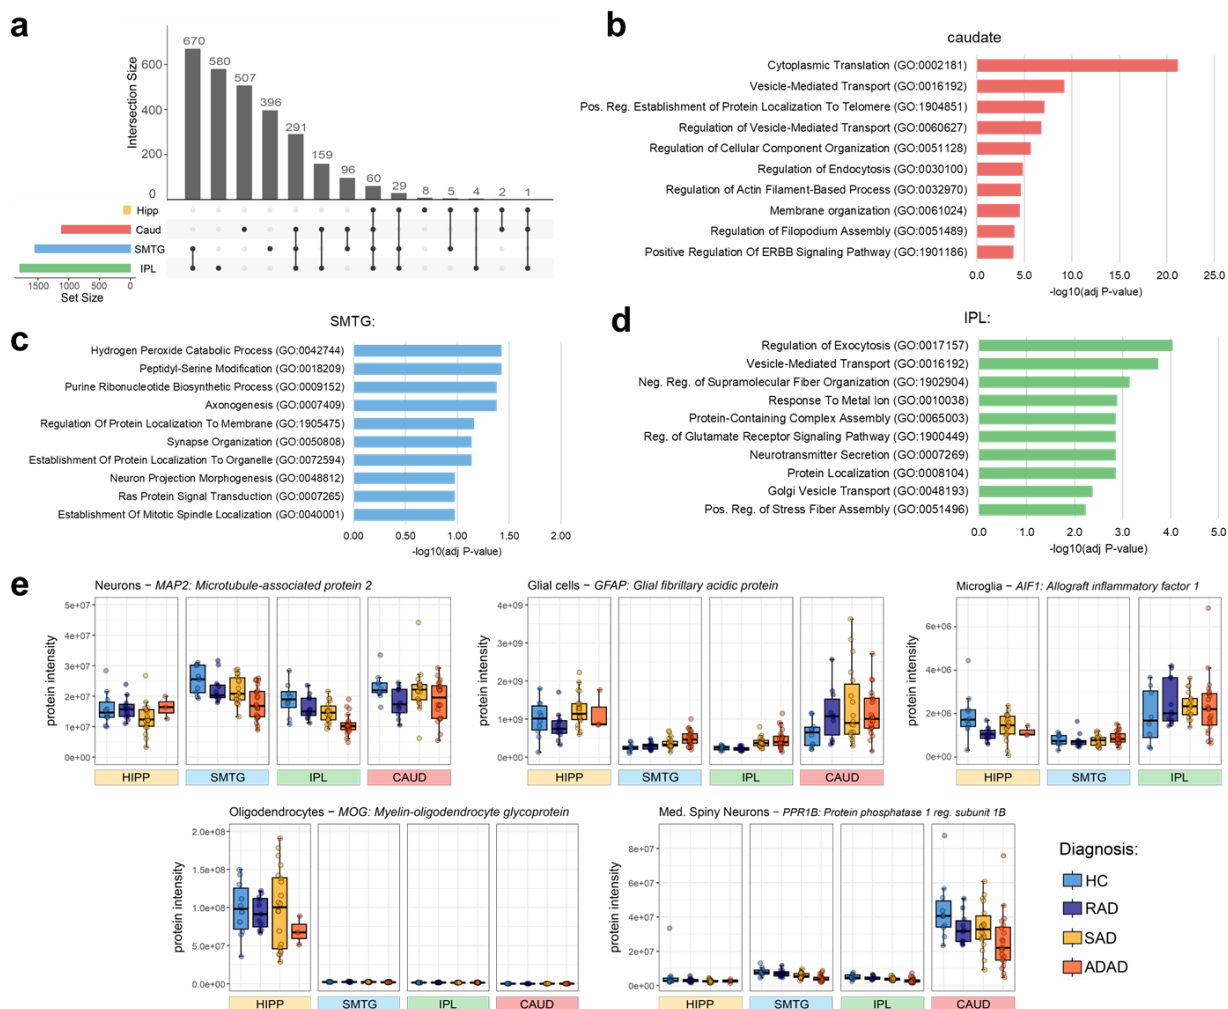 a
670
580
507
396
291
159
96
60
29
8
5
4
2
1
Intersection Size
600
400
200
0
Hipp
Caud
SMTG
IPL
1500
1000
500
0
Set Size
b
caudate
Cytoplasmic Translation (GO:0002181)
Vesicle-Mediated Transport (GO:0016192)
Pos. Reg. Establishment of Protein Localization To Telomere (GO:1904851)
Regulation of Vesicle-Mediated Transport (GO:0060627)
Regulation of Cellular Component Organization (GO:0051128)
Regulation of Endocytosis (GO:0030100)
Regulation of Actin Filament-Based Process (GO:0032970)
Membrane organization (GO:0061024)
Regulation of Filopodium Assembly (GO:0051489)
Positive Regulation Of ERBB Signaling Pathway (GO:1901186)
0.0 5.0 10.0 15.0 20.0 25.0
-log10(adj P-value)
c
SMTG:
Hydrogen Peroxide Catabolic Process (GO:0042744)
Peptidyl-Serine Modification (GO:0018209)
Purine Ribonucleotide Biosynthetic Process (GO:0009152)
Axonogenesis (GO:0007409)
Regulation Of Protein Localization To Membrane (GO:1905475)
Synapse Organization (GO:0050808)
Establishment Of Protein Localization To Organelle (GO:0072594)
Neuron Projection Morphogenesis (GO:0048812)
Ras Protein Signal Transduction (GO:0007265)
Establishment Of Mitotic Spindle Localization (GO:0040001)
0.00 0.50 1.00 1.50 2.00
-log10(adj P-value)
d
IPL:
Regulation of Exocytosis (GO:0017157)
Vesicle-Mediated Transport (GO:0016192)
Neg. Reg. of Supramolecular Fiber Organization (GO:1902904)
Response To Metal Ion (GO:0010038)
Protein-Containing Complex Assembly (GO:0065003)
Reg. of Glutamate Receptor Signaling Pathway (GO:1900449)
Neurotransmitter Secretion (GO:0007269)
Protein Localization (GO:0008104)
Golgi Vesicle Transport (GO:0048193)
Pos. Reg. of Stress Fiber Assembly (GO:0051496)
0.0 1.0 2.0 3.0 4.0 5.0
-log10(adj P-value)
e
Neurons − MAP2: Microtubule-associated protein 2
protein intensity
5e+07
4e+07
3e+07
2e+07
1e+07
0e+00
HIPP SMTG IPL CAUD
Glial cells − GFAP: Glial fibrillary acidic protein
protein intensity
4e+09
3e+09
2e+09
1e+09
0e+00
HIPP SMTG IPL CAUD
Microglia − AIF1: Allograft inflammatory factor 1
protein intensity
6e+06
4e+06
2e+06
0e+00
HIPP SMTG IPL
Oligodendrocytes − MOG: Myelin-oligodendrocyte glycoprotein
protein intensity
2.0e+08
1.5e+08
1.0e+08
5.0e+07
0.0e+00
HIPP SMTG IPL CAUD
Med. Spiny Neurons − PPR1B: Protein phosphatase 1 reg. subunit 1B
protein intensity
8e+07
6e+07
4e+07
2e+07
0e+00
HIPP SMTG IPL CAUD
Diagnosis:
HC
RAD
SAD
ADAD